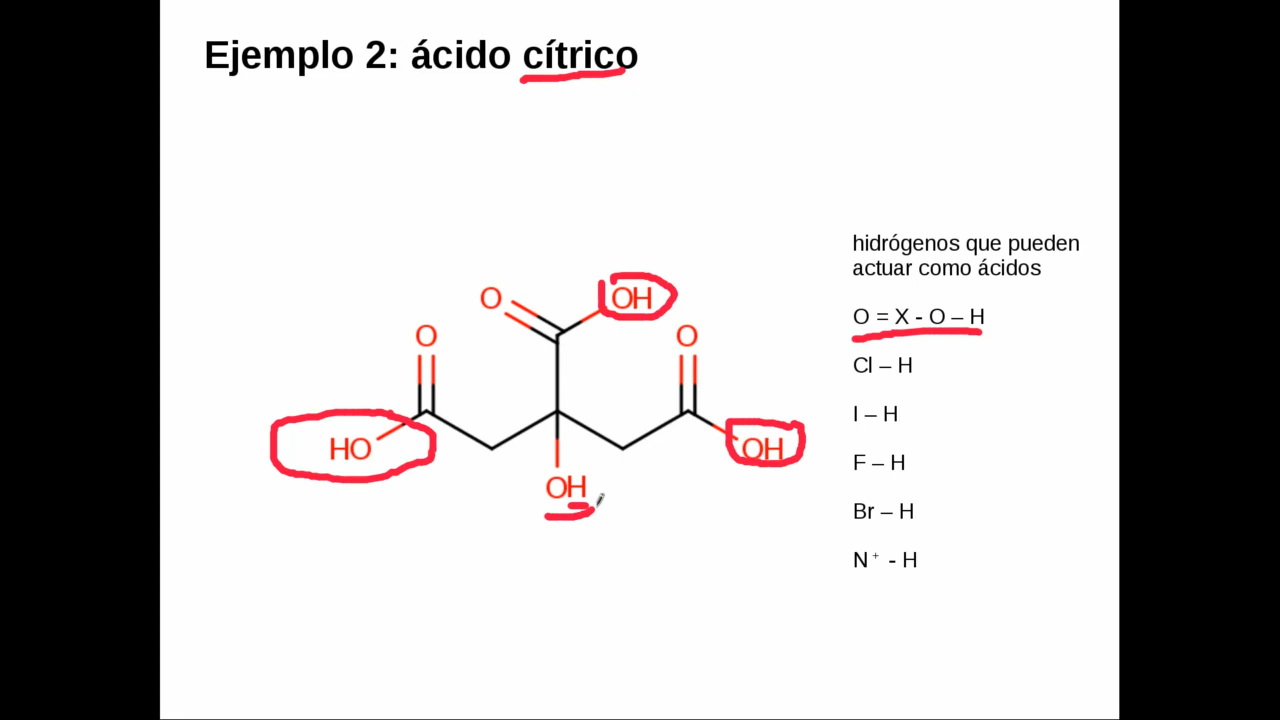 Ejemplo 2: ácido cítrico
hidrógenos que pueden
actuar como ácidos
O = X - O – H
Cl – H
I – H
F – H
Br – H
N⁺ - H
O
OH
O
O
HO
OH
OH